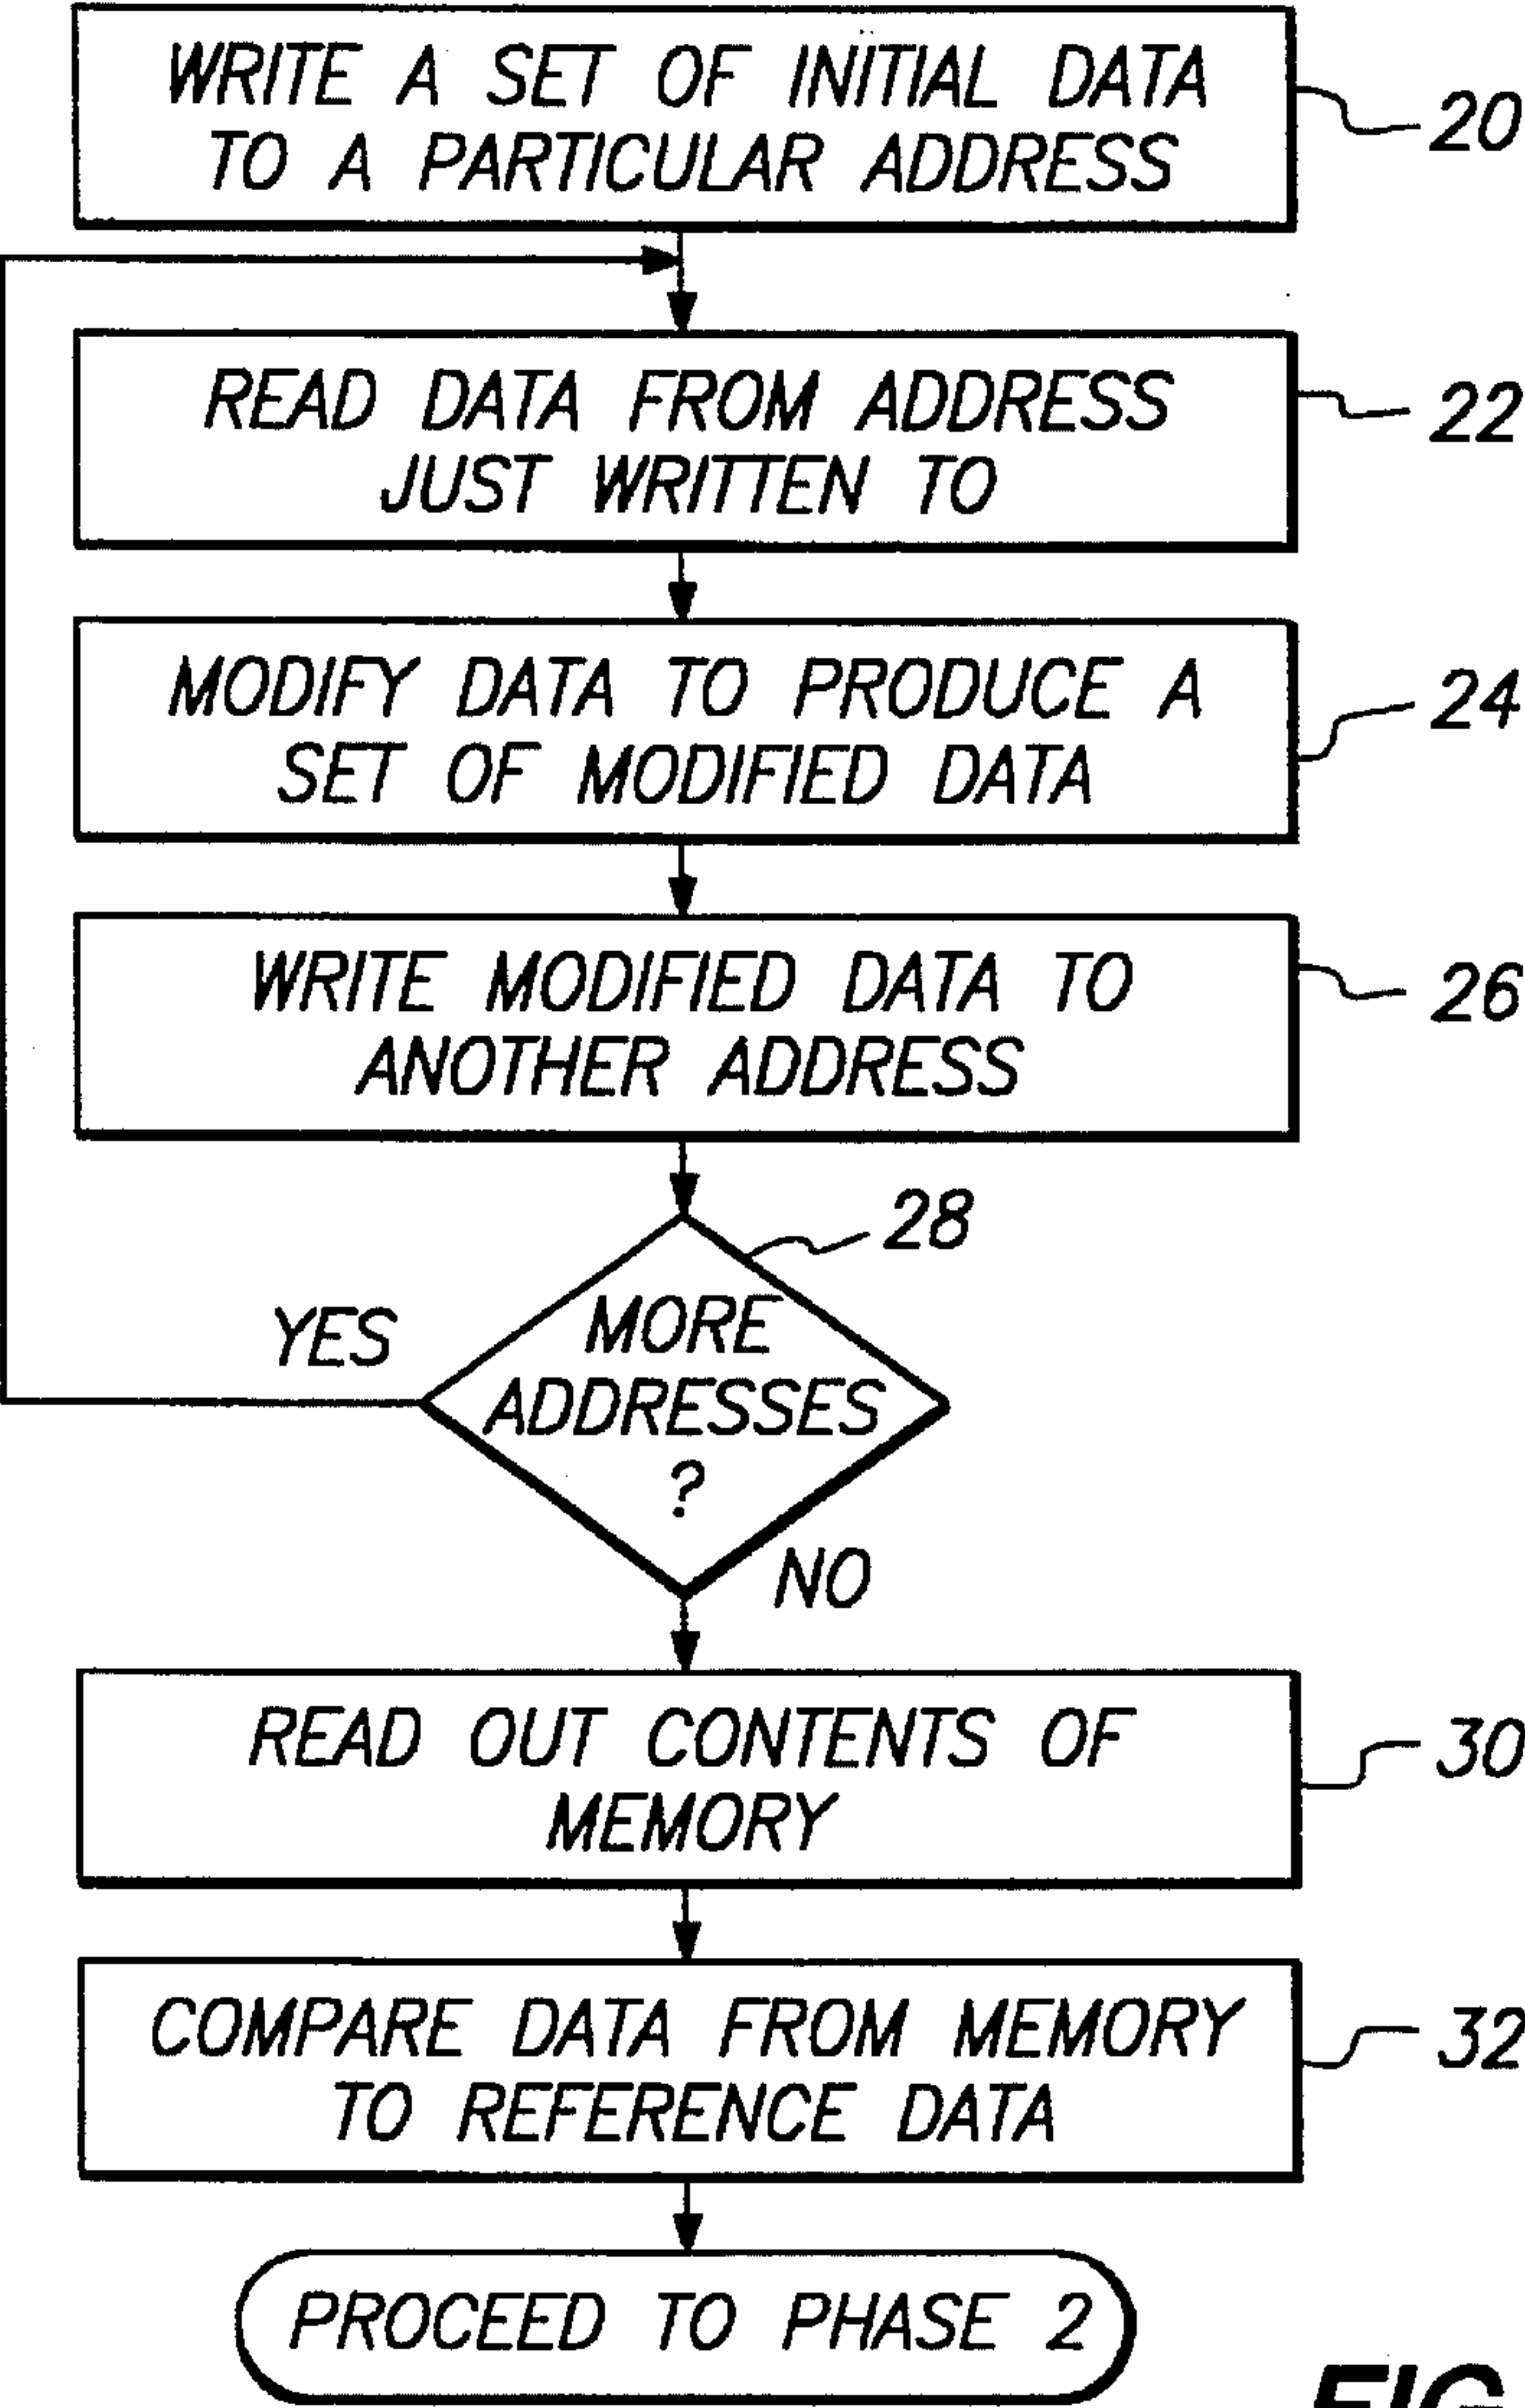 WRITE A SET OF INITIAL DATA
TO A PARTICULAR ADDRESS
20
READ DATA FROM ADDRESS
JUST WRITTEN TO
22
MODIFY DATA TO PRODUCE A
SET OF MODIFIED DATA
24
WRITE MODIFIED DATA TO
ANOTHER ADDRESS
26
28
YES
MORE
ADDRESSES
?
NO
READ OUT CONTENTS OF
MEMORY
30
COMPARE DATA FROM MEMORY
TO REFERENCE DATA
32
PROCEED TO PHASE 2